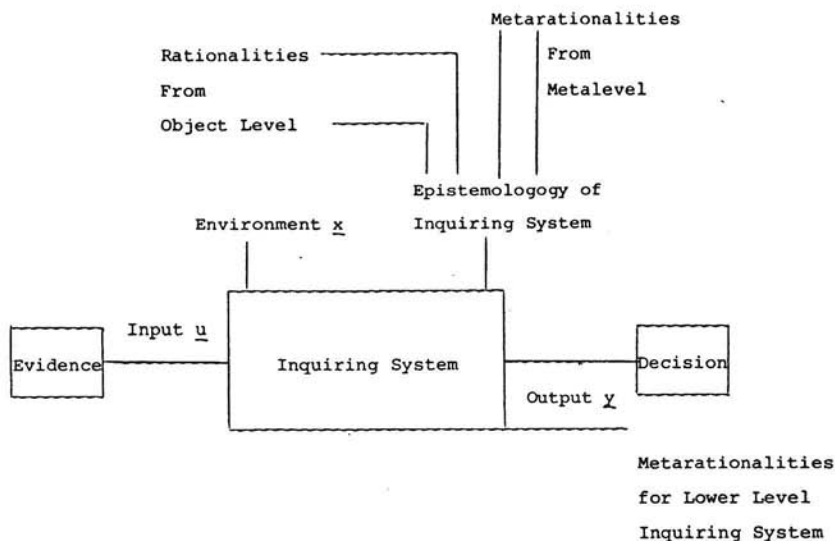 Metarationalities
Rationalities
From
From
Metalevel
Object Level
Epistemologogy of
Environment x
Inquiring System
Input u
Evidence
Inquiring System
Decision
Output y
Metarationalities
for Lower Level
Inquiring System